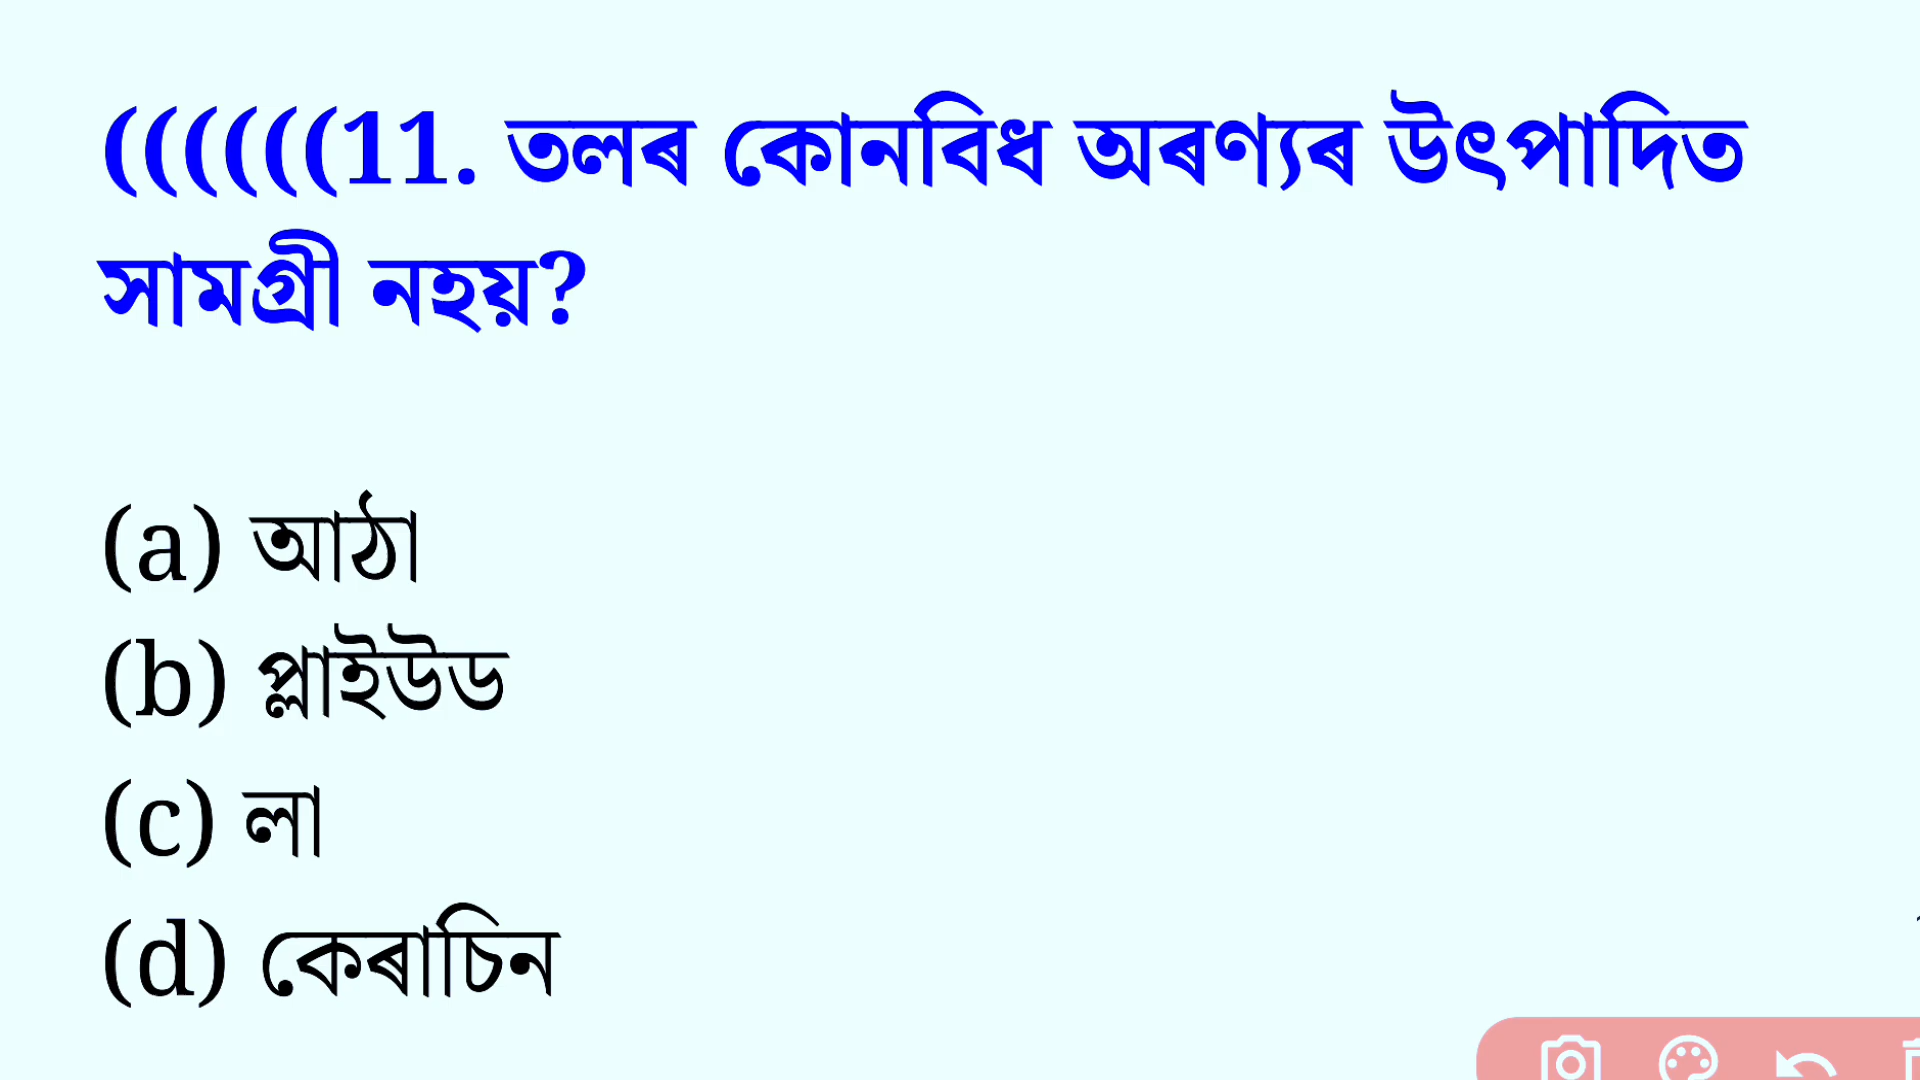 ((((((11. তলৰ কোনবিধ অৰণ্যৰ উৎপাদিত
সামগ্ৰী নহয়?
(a) আঠা
(b) প্লাইউড
(c) লা
(d) কেৰাচিন